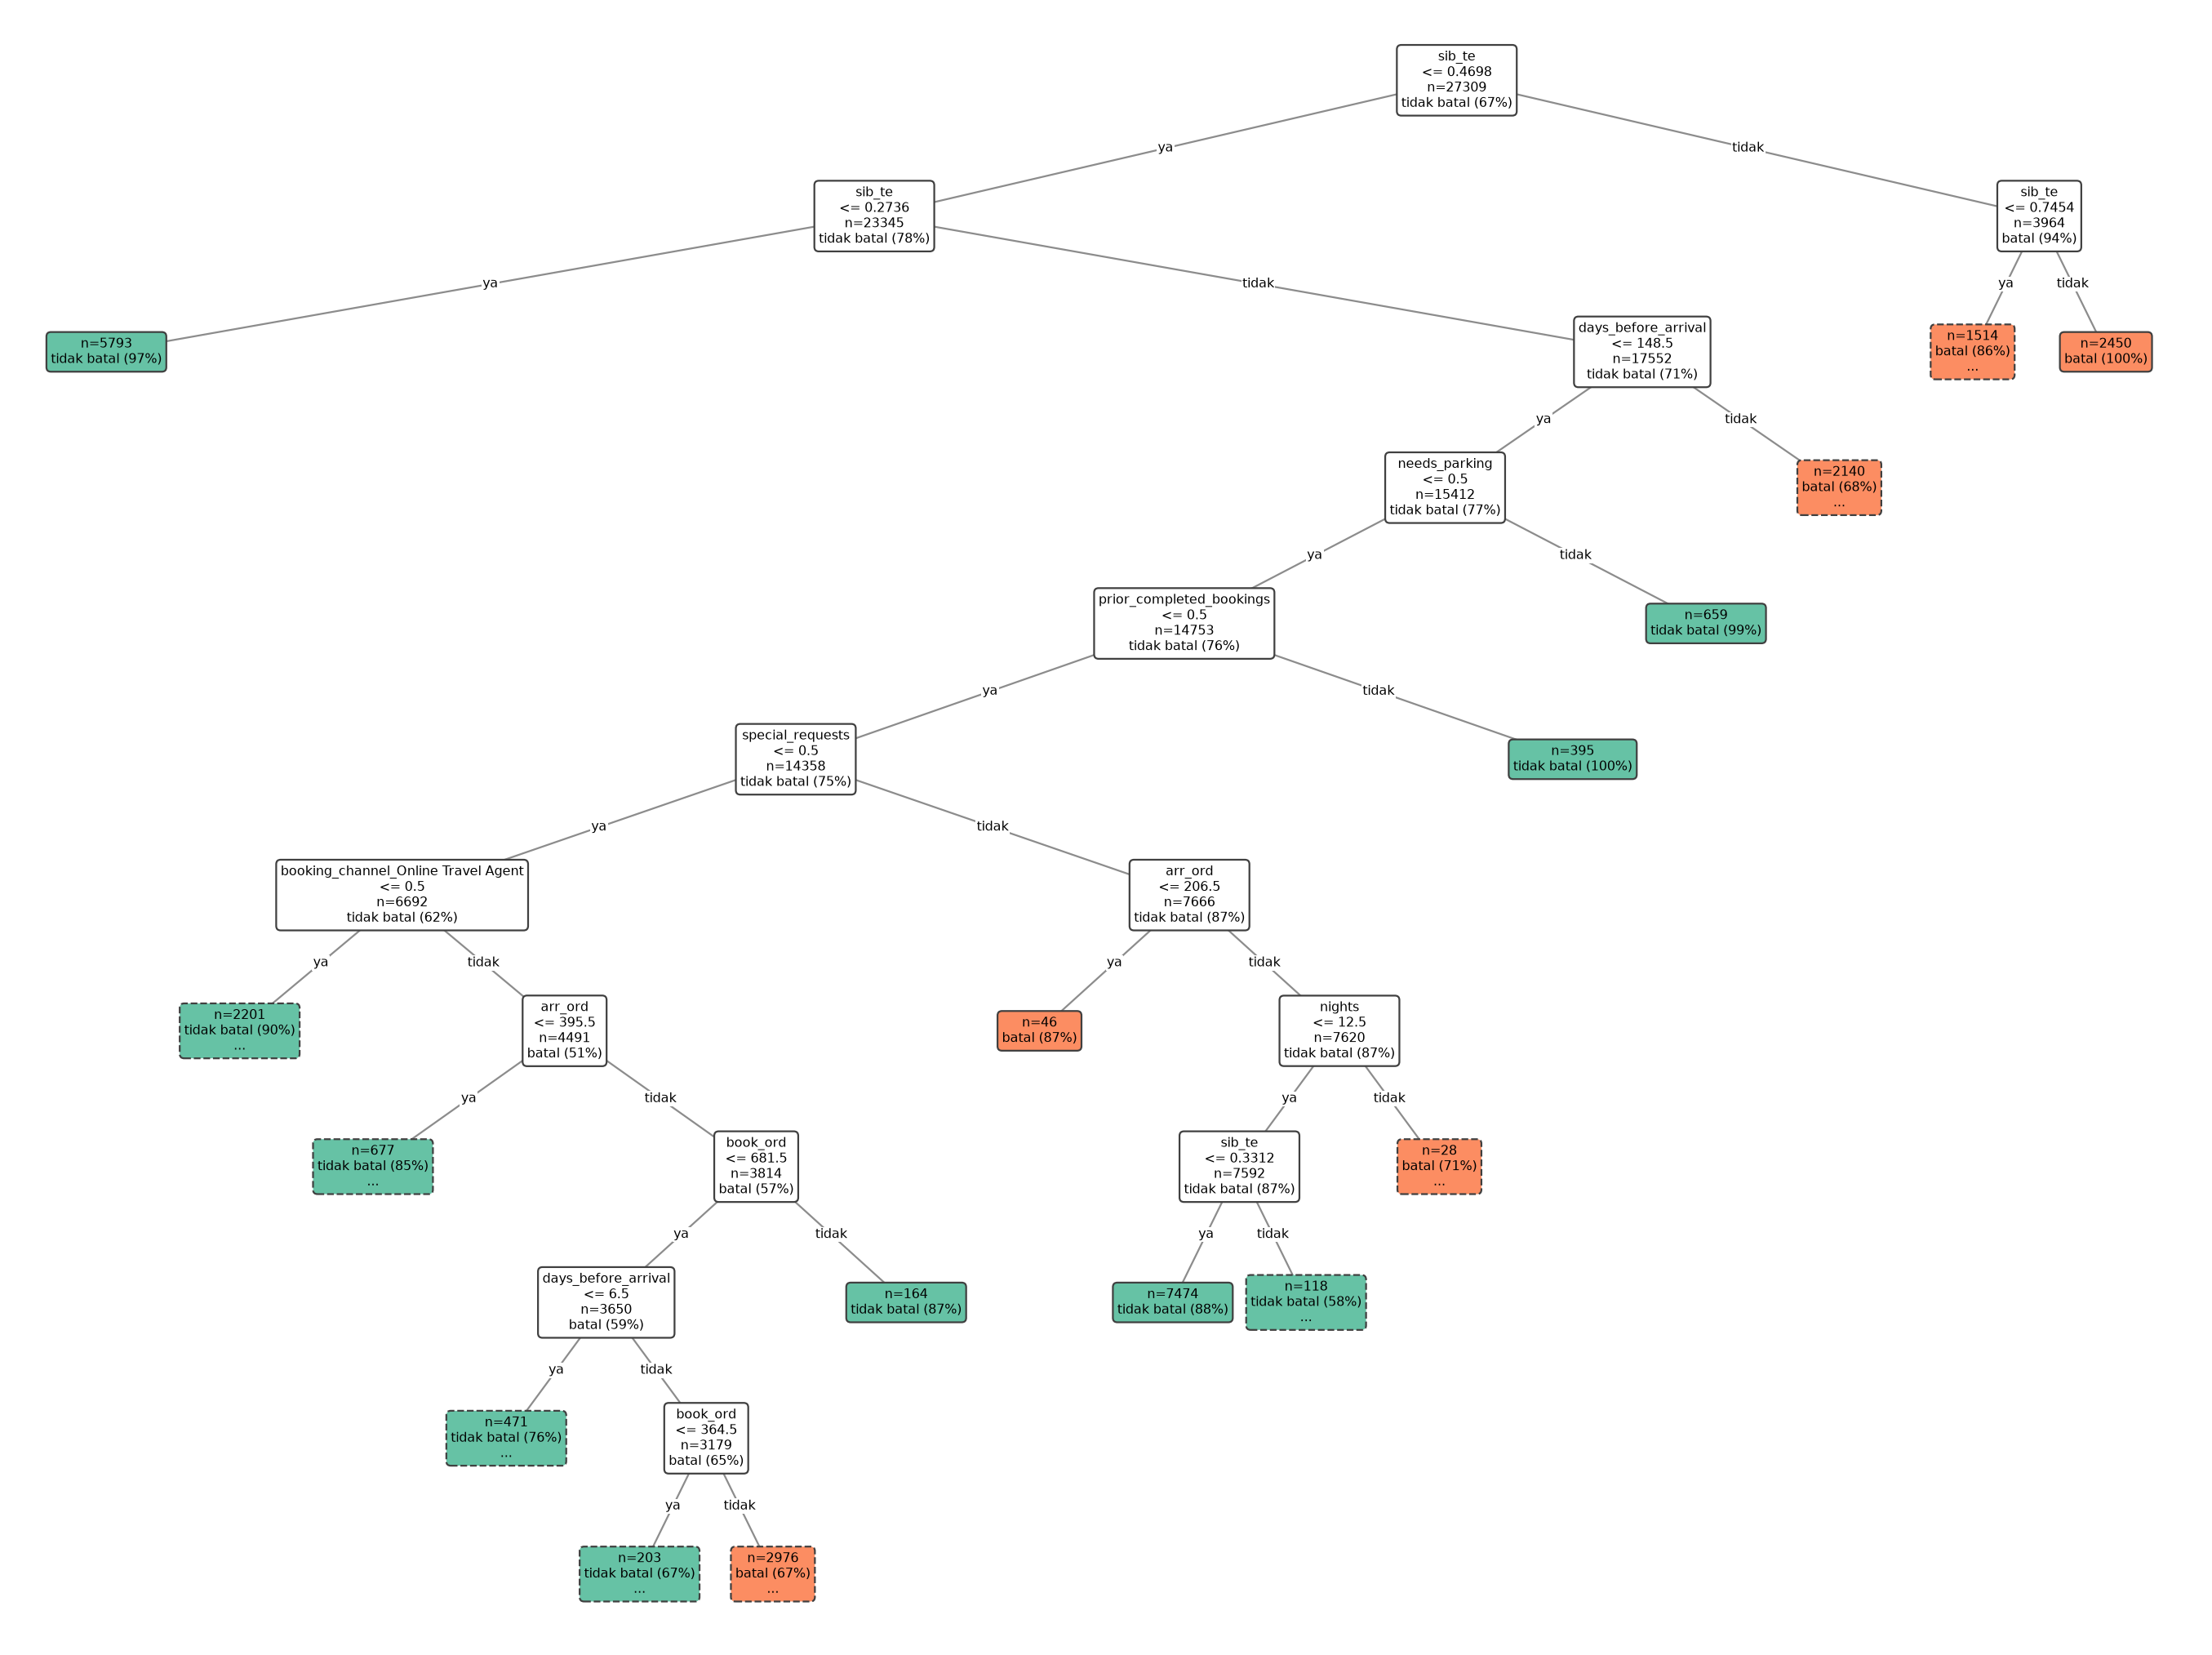 sib_te
<= 0.4698
n=27309
tidak batal (67%)
ya
tidak
sib_te
<= 0.2736
n=23345
tidak batal (78%)
sib_te
<= 0.7454
n=3964
batal (94%)
ya
tidak
ya
tidak
n=5793
tidak batal (97%)
days_before_arrival
<= 148.5
n=17552
tidak batal (71%)
n=1514
batal (86%)
...
n=2450
batal (100%)
ya
tidak
needs_parking
<= 0.5
n=15412
tidak batal (77%)
n=2140
batal (68%)
...
ya
tidak
prior_completed_bookings
<= 0.5
n=14753
tidak batal (76%)
n=659
tidak batal (99%)
ya
tidak
special_requests
<= 0.5
n=14358
tidak batal (75%)
n=395
tidak batal (100%)
ya
tidak
booking_channel_Online Travel Agent
<= 0.5
n=6692
tidak batal (62%)
arr_ord
<= 206.5
n=7666
tidak batal (87%)
ya
tidak
ya
tidak
n=2201
tidak batal (90%)
...
arr_ord
<= 395.5
n=4491
batal (51%)
n=46
batal (87%)
nights
<= 12.5
n=7620
tidak batal (87%)
ya
tidak
ya
tidak
n=677
tidak batal (85%)
...
book_ord
<= 681.5
n=3814
batal (57%)
sib_te
<= 0.3312
n=7592
tidak batal (87%)
n=28
batal (71%)
...
ya
tidak
ya
tidak
days_before_arrival
<= 6.5
n=3650
batal (59%)
n=164
tidak batal (87%)
n=7474
tidak batal (88%)
n=118
tidak batal (58%)
...
ya
tidak
n=471
tidak batal (76%)
...
book_ord
<= 364.5
n=3179
batal (65%)
ya
tidak
n=203
tidak batal (67%)
...
n=2976
batal (67%)
...